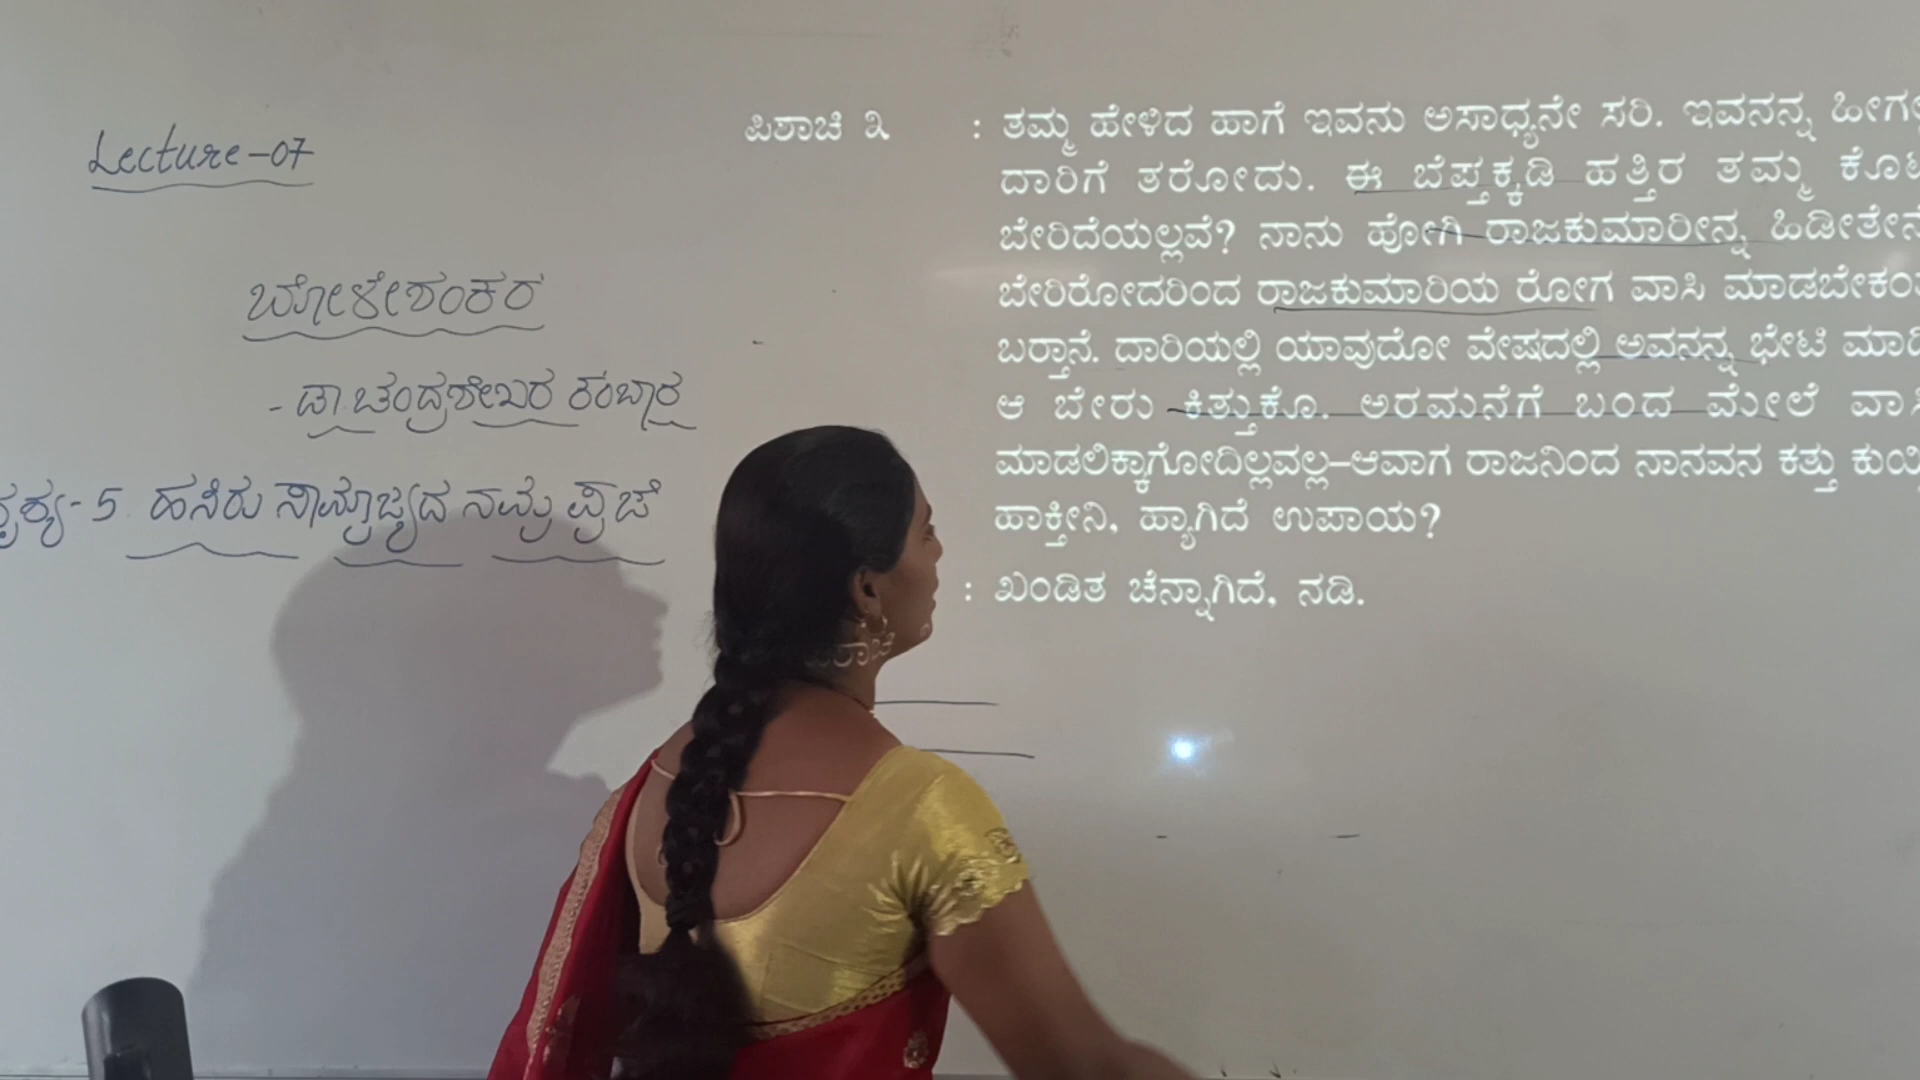 Lecture-07
ಬೋಳೇಶಂಕರ
- ಡಾ. ಚಂದ್ರಶೇಖರ ಕಂಬಾರ
5 ಹಸಿರು ಸಾಮ್ರಾಜ್ಯದ ನಮ್ರ ಪ್ರಜೆ
ಪಿಶಾಚಿ ೩ : ತಮ್ಮ ಹೇಳಿದ ಹಾಗೆ ಇವನು ಅಸಾಧ್ಯನೇ ಸರಿ. ಇವನನ್ನ
ದಾರಿಗೆ ತರೋದು. ಈ ಬೆಪ್ತಕ್ಕಡಿ ಹತ್ತಿರ ತಮ್ಮ
ಬೇರಿದೆಯಲ್ಲವೆ? ನಾನು ಹೋಗಿ ರಾಜಕುಮಾರೀನ್ನ
ಬೇರಿರೋದರಿಂದ ರಾಜಕುಮಾರಿಯ ರೋಗ ವಾಸಿ
ಬರ್‍ತಾನೆ. ದಾರಿಯಲ್ಲಿ ಯಾವುದೋ ವೇಷದಲ್ಲಿ ಅವನನ್ನ ಭೇಟಿ
ಆ ಬೇರು ಕಿತ್ತುಕೊ. ಅರಮನೆಗೆ ಬಂದ ಮೇಲೆ
ಮಾಡಲಿಕ್ಕಾಗೋದಿಲ್ಲವಲ್ಲ–ಆವಾಗ ರಾಜನಿಂದ ನಾನವನ ಕತ್ತು
ಹಾಕ್ತೀನಿ, ಹ್ಯಾಗಿದೆ ಉಪಾಯ?
: ಖಂಡಿತ ಚೆನ್ನಾಗಿದೆ, ನಡಿ.